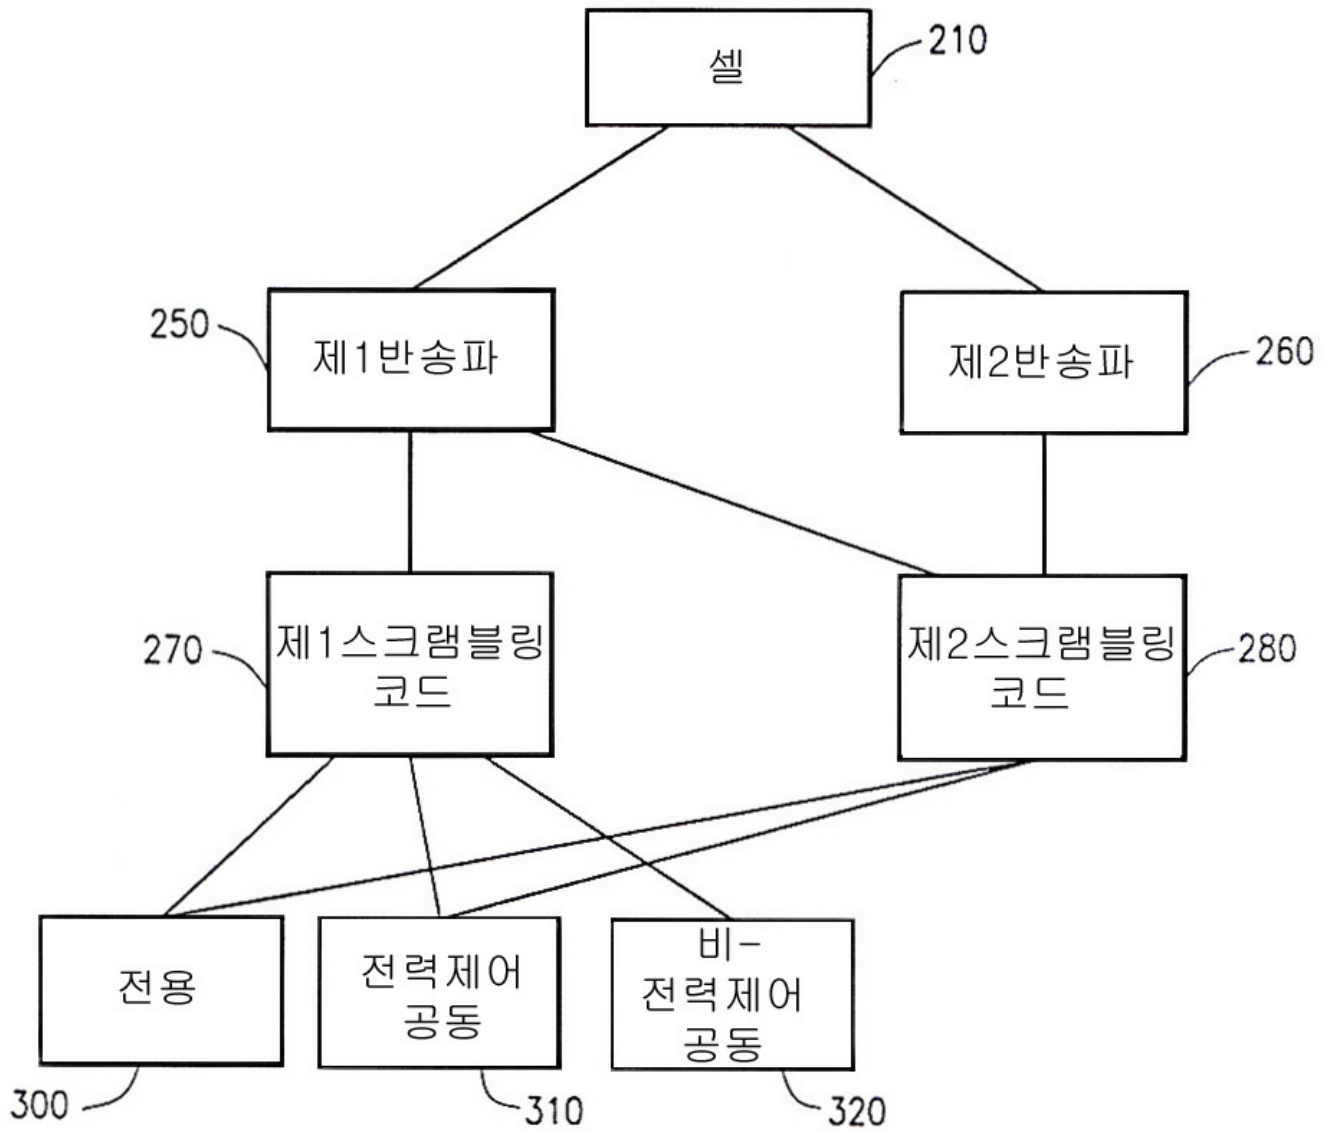 셀
210
250
제1반송파
제2반송파
260
270
제1스크램블링
코드
제2스크램블링
코드
280
전용
전력제어
공동
비-
전력제어
공동
300
310
320